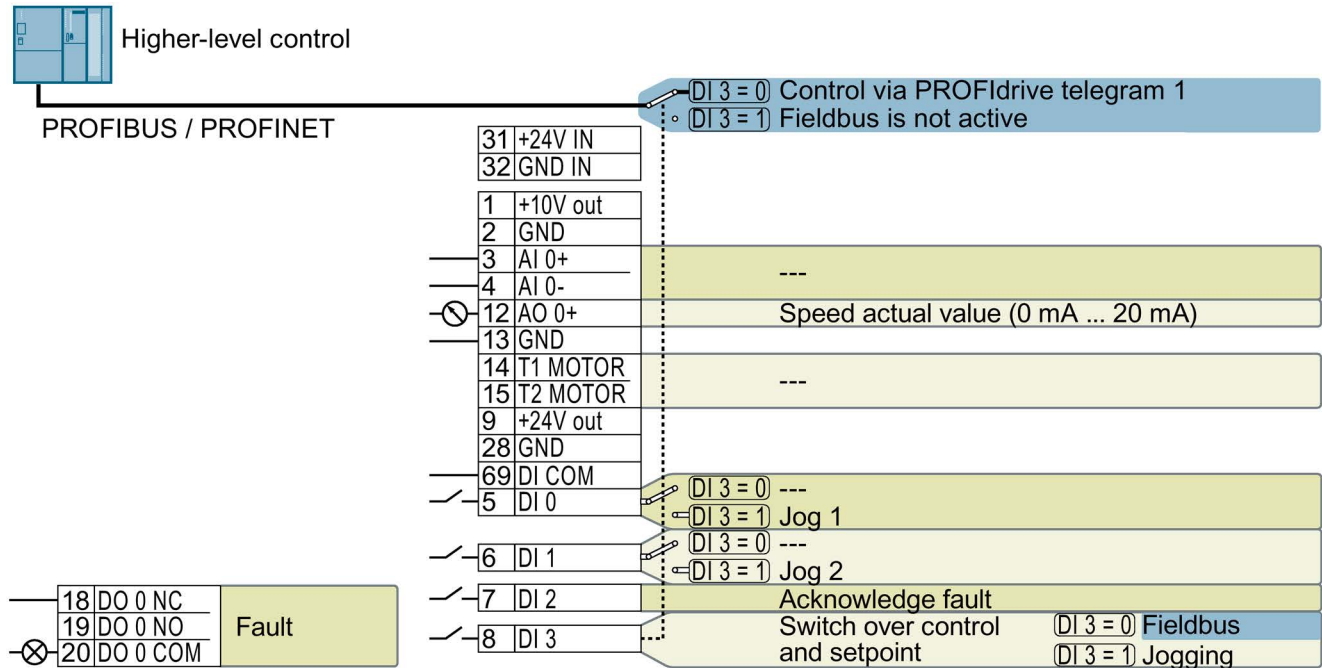 Higher-level control
PROFIBUS / PROFINET
DI 3 = 0 Control via PROFIdrive telegram 1
DI 3 = 1 Fieldbus is not active
31 +24V IN
32 GND IN
1 +10V out
2 GND
3 AI 0+
4 AI 0-
---
12 AO 0+ Speed actual value (0 mA ... 20 mA)
13 GND
14 T1 MOTOR
15 T2 MOTOR
---
9 +24V out
28 GND
69 DI COM
5 DI 0
DI 3 = 0 ---
DI 3 = 1 Jog 1
6 DI 1
DI 3 = 0 ---
DI 3 = 1 Jog 2
7 DI 2 Acknowledge fault
8 DI 3
Switch over control
and setpoint
DI 3 = 0 Fieldbus
DI 3 = 1 Jogging
18 DO 0 NC
19 DO 0 NO
20 DO 0 COM
Fault